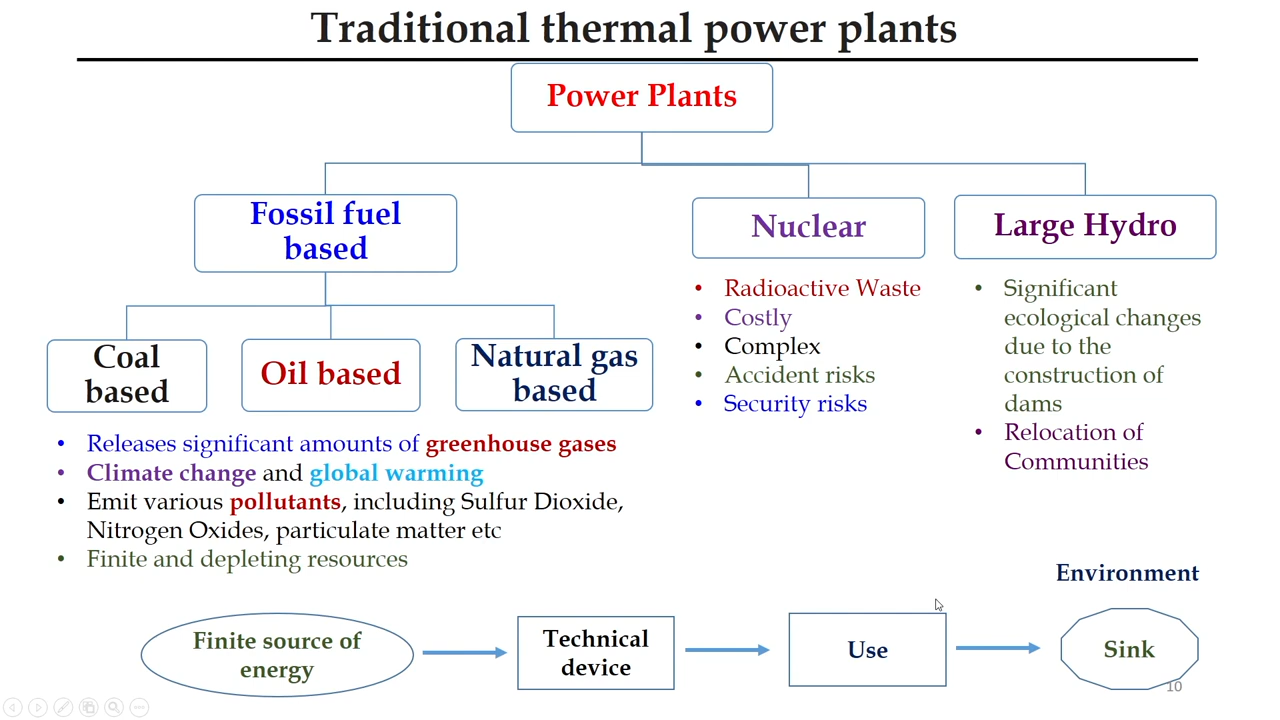 Traditional thermal power plants
Power Plants
Fossil fuel
based
Nuclear
Large Hydro
Coal
based
Oil based
Natural gas
based
• Releases significant amounts of greenhouse gases
• Climate change and global warming
• Emit various pollutants, including Sulfur Dioxide,
Nitrogen Oxides, particulate matter etc
• Finite and depleting resources
• Radioactive Waste
• Costly
• Complex
• Accident risks
• Security risks
• Significant
ecological changes
due to the
construction of
dams
• Relocation of
Communities
Environment
Finite source of
energy
Technical
device
Use
Sink
10